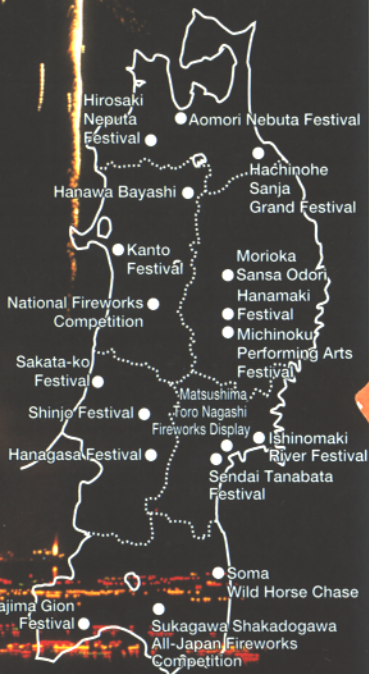 Hirosaki
Neputa
Festival
Aomori Nebuta Festival
Hachinohe
Sanja
Grand Festival
Hanawa Bayashi
Kanto
Festival
Morioka
Sansa Odori
Hanamaki
Festival
National Fireworks
Competition
Michinoku
Performing Arts
Festival
Sakata-ko
Festival
Matsushima
Toro Nagashi
Fireworks Display
Shinjo Festival
Ishinomaki
River Festival
Hanagasa Festival
Sendai Tanabata
Festival
Soma
Wild Horse Chase
ajima Gion
Festival
Sukagawa Shakadogawa
All-Japan Fireworks
Competition